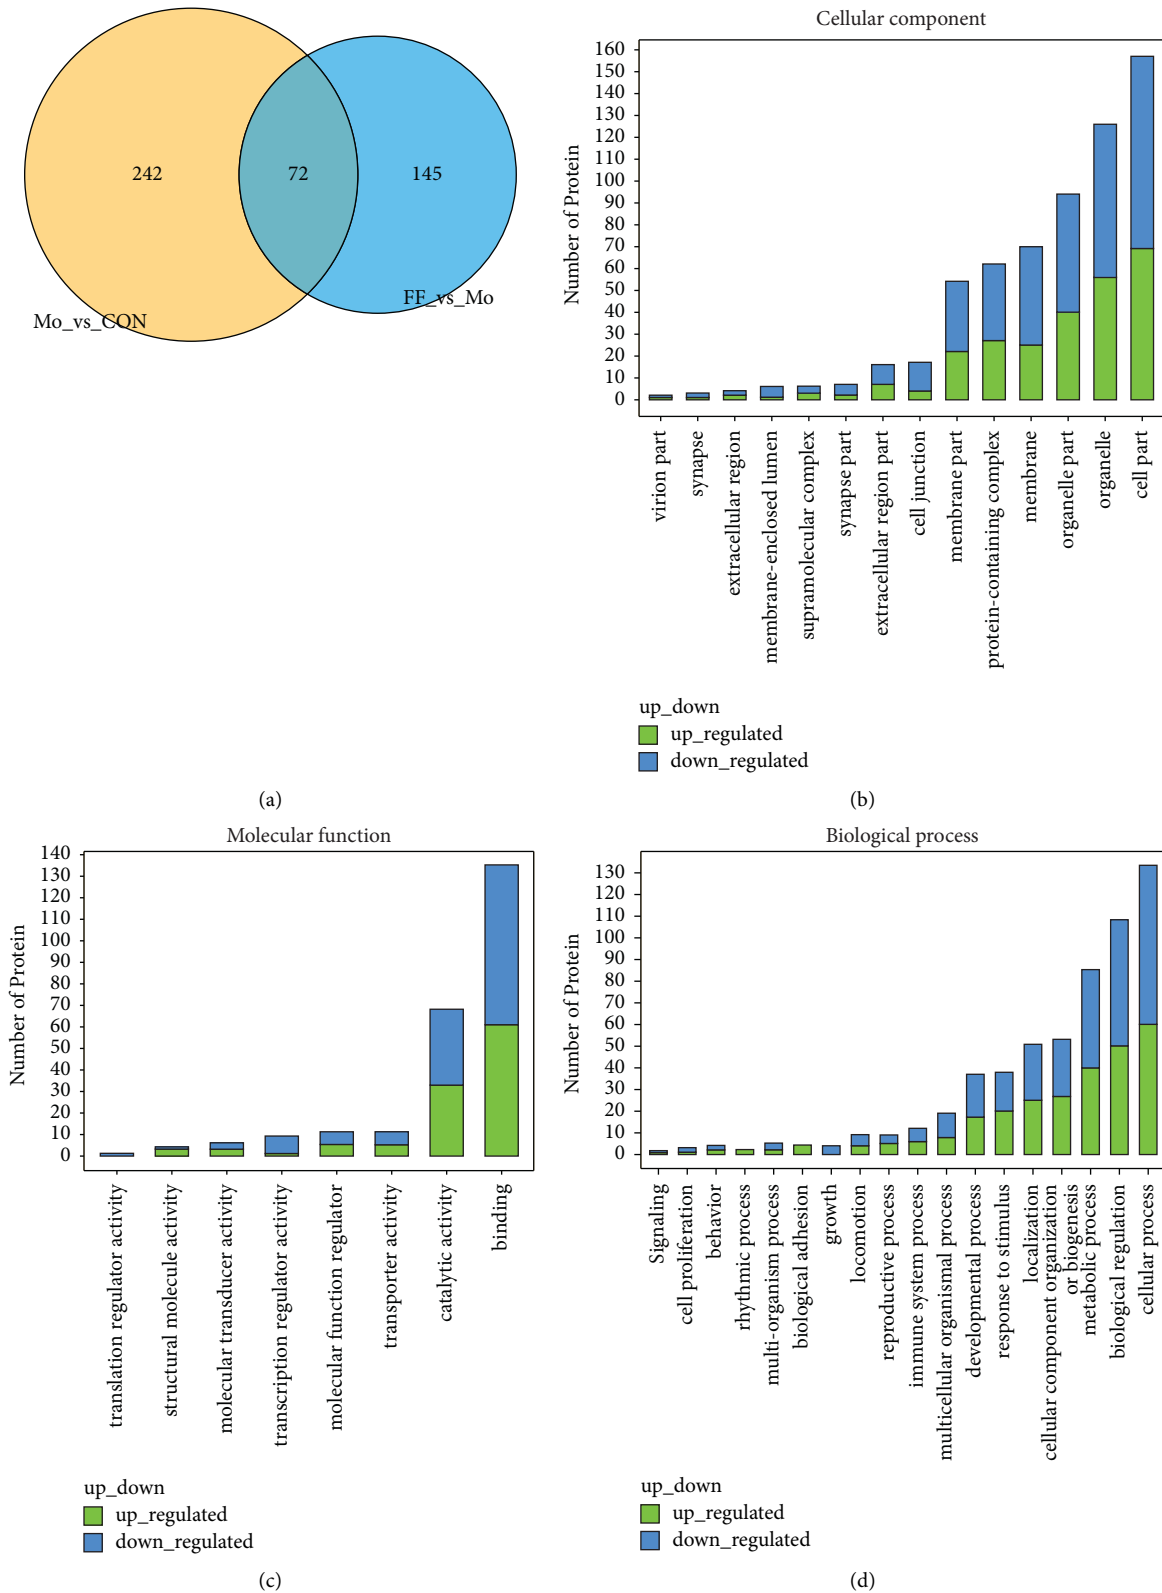 242
72
145
Mo_vs_CON
FF_vs_Mo
(a)
Cellular component
Number of Protein
160
150
140
130
120
110
100
90
80
70
60
50
40
30
20
10
0
virion part
synapse
extracellular region
membrane-enclosed lumen
supramolecular complex
synapse part
extracellular region part
cell junction
membrane part
protein-containing complex
membrane
organelle part
organelle
cell part
up_down
up_regulated
down_regulated
(b)
Molecular function
Number of Protein
140
130
120
110
100
90
80
70
60
50
40
30
20
10
0
translation regulator activity
structural molecule activity
molecular transducer activity
transcription regulator activity
molecular function regulator
transporter activity
catalytic activity
binding
up_down
up_regulated
down_regulated
(c)
Biological process
Number of Protein
130
120
110
100
90
80
70
60
50
40
30
20
10
0
Signaling
cell proliferation
behavior
rhythmic process
multi-organism process
biological adhesion
growth
locomotion
reproductive process
immune system process
multicellular organismal process
developmental process
response to stimulus
localization
cellular component organization
or biogenesis
metabolic process
biological regulation
cellular process
up_down
up_regulated
down_regulated
(d)